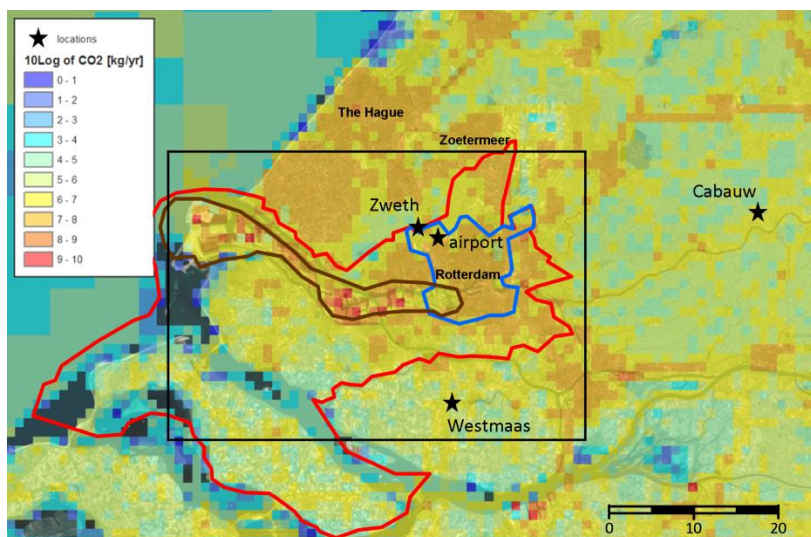 locations
10Log of CO2 [kg/yr]
0 - 1
1 - 2
2 - 3
3 - 4
4 - 5
5 - 6
6 - 7
7 - 8
8 - 9
9 - 10
The Hague
Zoetermeer
Cabauw
Zweth
airport
Rotterdam
Westmaas
0 10 20